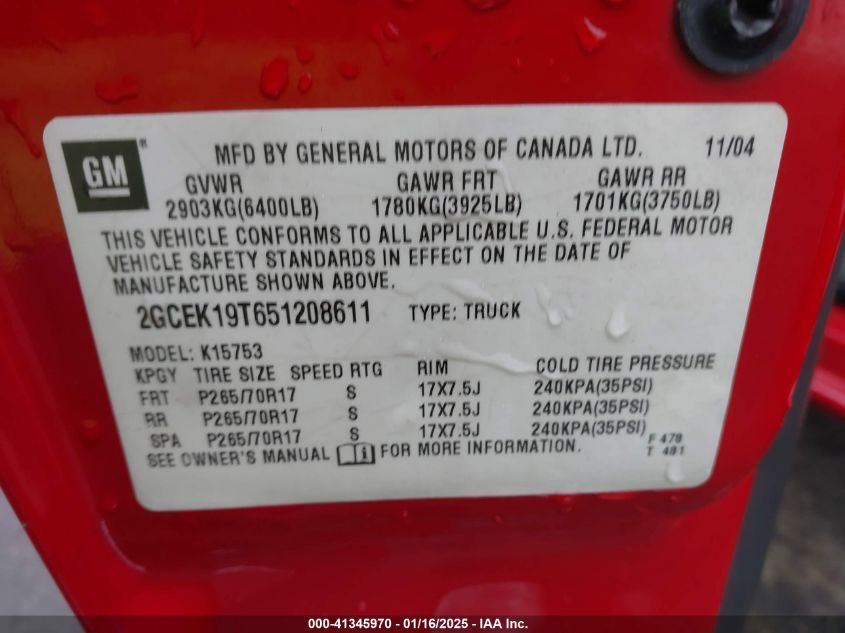 GM®
MFD BY GENERAL MOTORS OF CANADA LTD. 11/04
GVWR GAWR FRT GAWR RR
2903KG(6400LB) 1780KG(3925LB) 1701KG(3750LB)
THIS VEHICLE CONFORMS TO ALL APPLICABLE U.S. FEDERAL MOTOR
VEHICLE SAFETY STANDARDS IN EFFECT ON THE DATE OF
MANUFACTURE SHOWN ABOVE.
2GCEK19T651208611 TYPE: TRUCK
MODEL: K15753
KPGY TIRE SIZE SPEED RTG RIM COLD TIRE PRESSURE
FRT P265/70R17 S 17X7.5J 240KPA(35PSI)
RR P265/70R17 S 17X7.5J 240KPA(35PSI)
SPA P265/70R17 S 17X7.5J 240KPA(35PSI)
SEE OWNER'S MANUAL i FOR MORE INFORMATION.
F 478
T 481
000-41345970 - 01/16/2025 - IAA Inc.